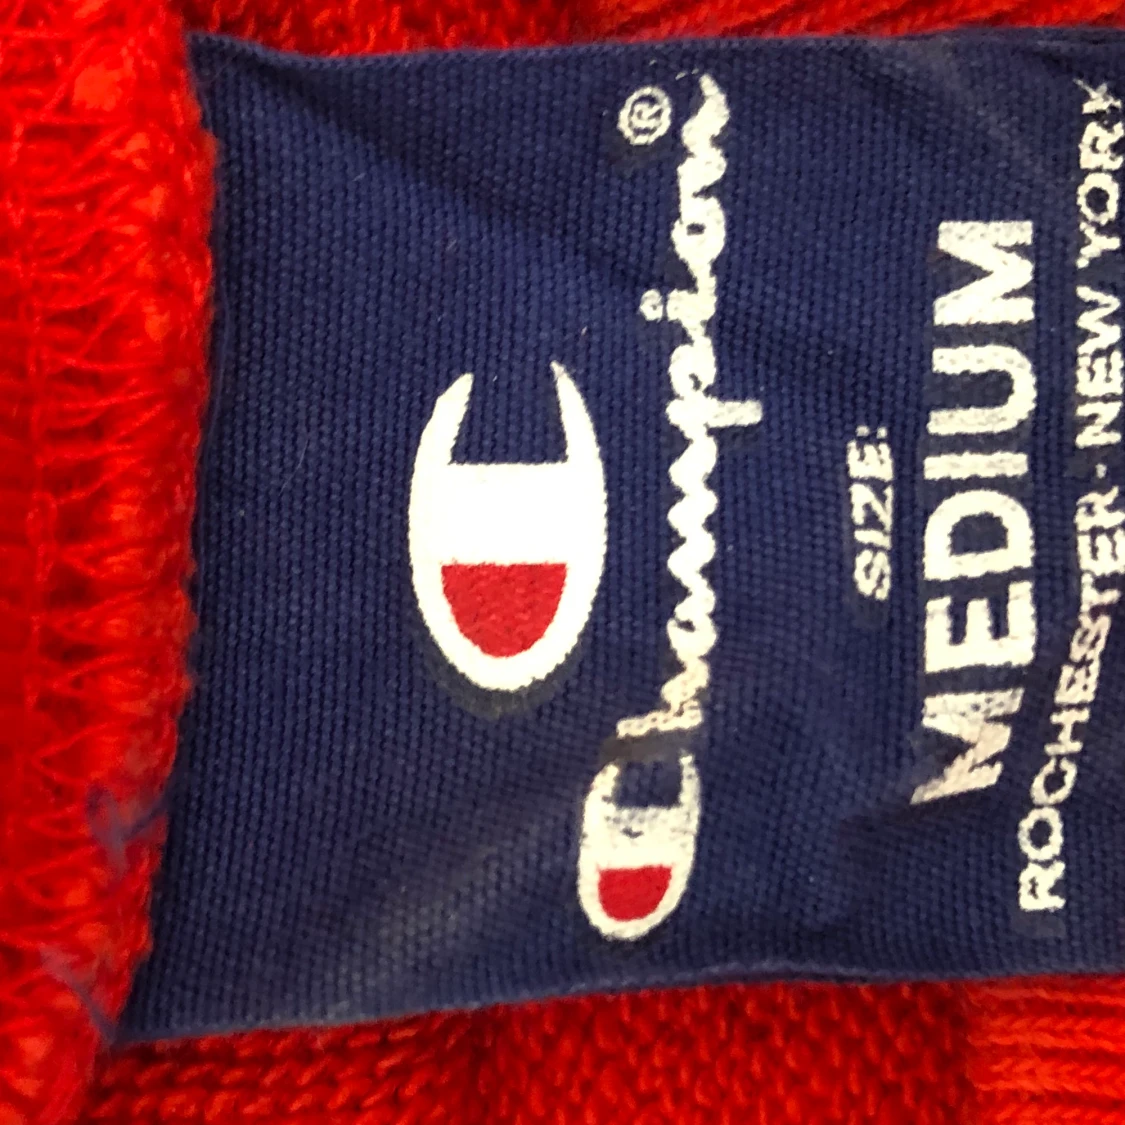 Champion®
SIZE:
MEDIUM
ROCHESTER · NEW YORK